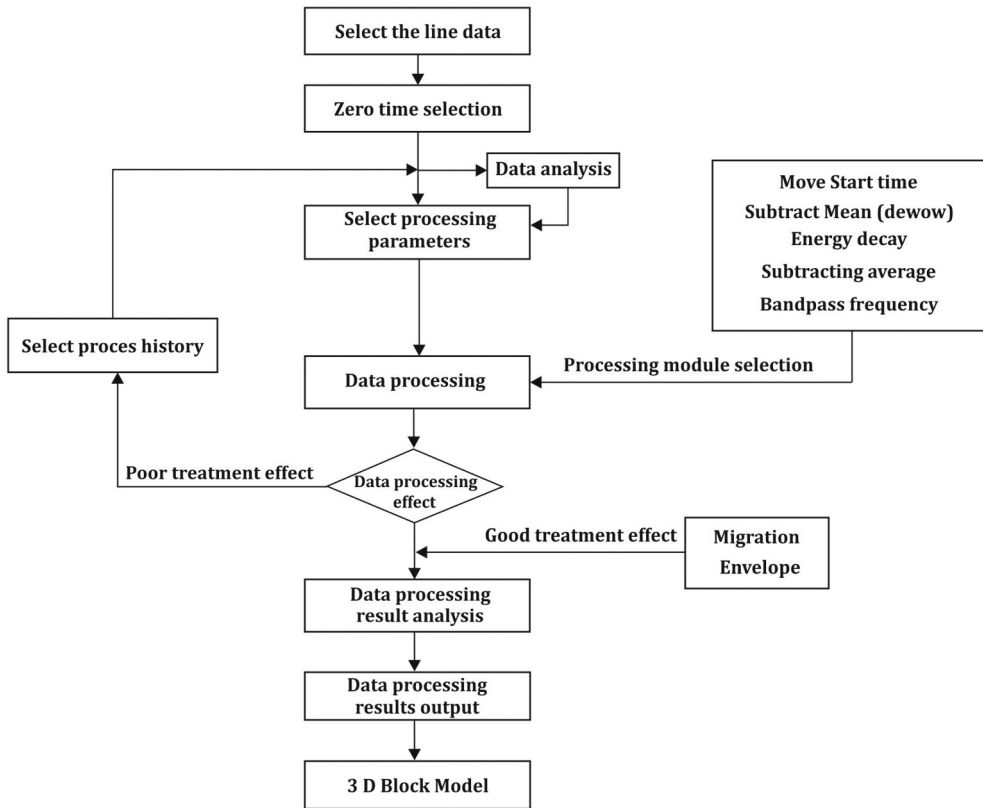 Select the line data
Zero time selection
Data analysis
Select processing
parameters
Move Start time
Subtract Mean (dewow)
Energy decay
Subtracting average
Bandpass frequency
Select proces history
Data processing
Processing module selection
Poor treatment effect
Data processing
effect
Good treatment effect
Migration
Envelope
Data processing
result analysis
Data processing
results output
3 D Block Model